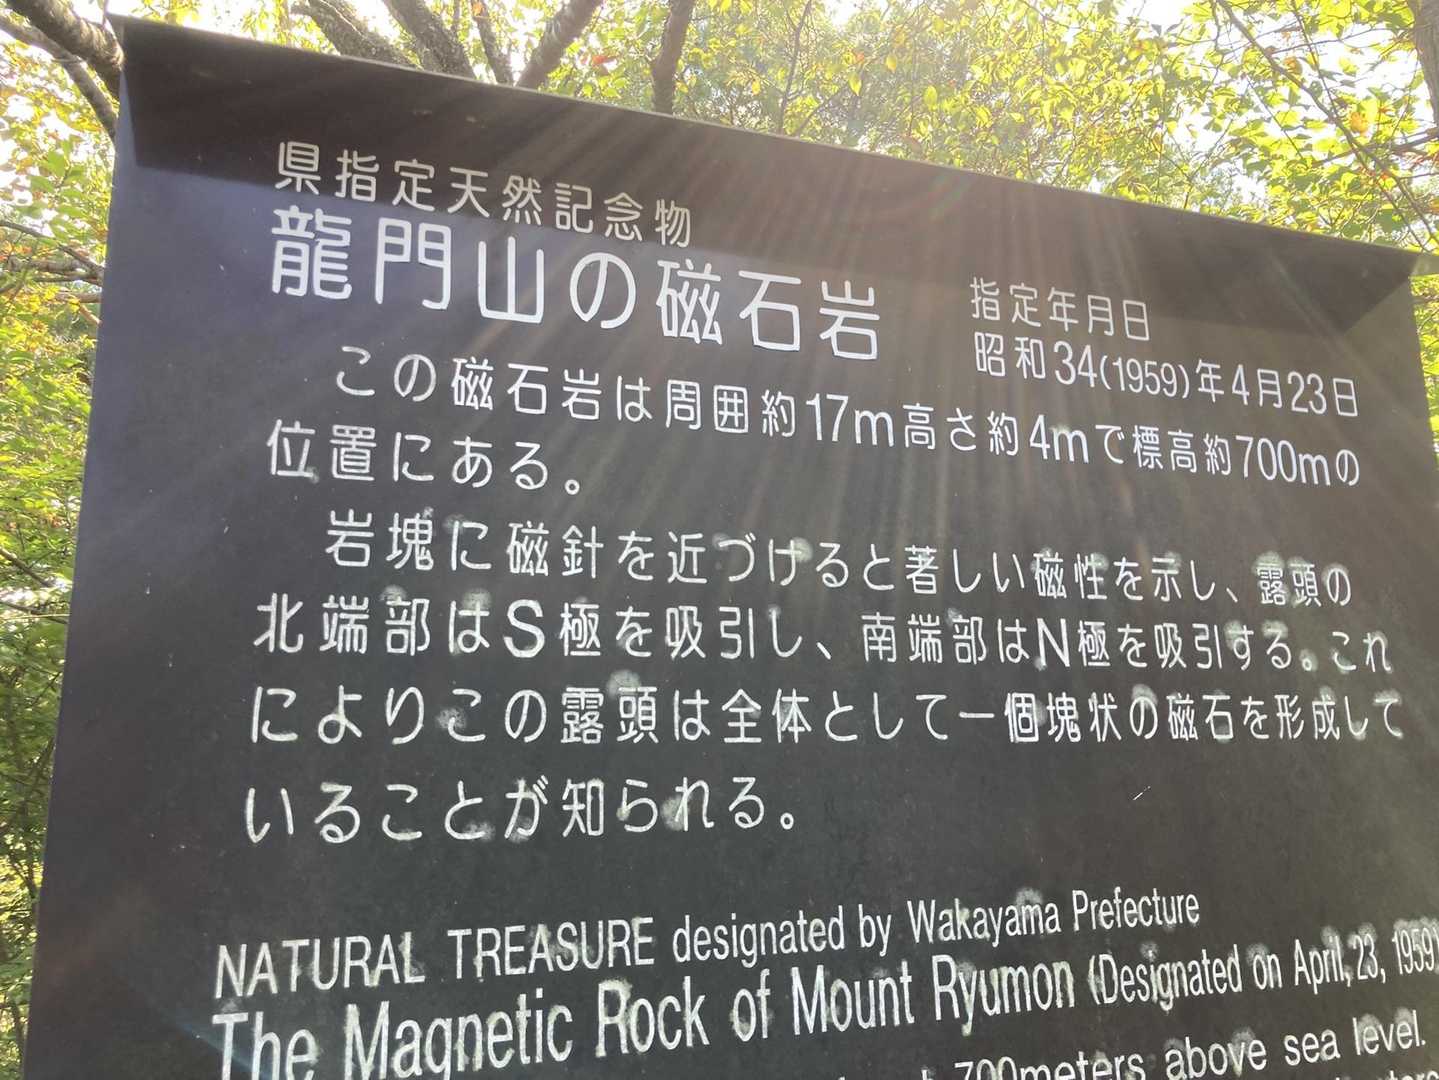 県指定天然記念物
龍門山の磁石岩
指定年月日
昭和34(1959)年4月23日
この磁石岩は周囲約17m高さ約4mで標高約700mの
位置にある。
岩塊に磁針を近づけると著しい磁性を示し、露頭の
北端部はS極を吸引し、南端部はN極を吸引する。これ
によりこの露頭は全体として一個塊状の磁石を形成して
いることが知られる。
NATURAL TREASURE designated by Wakayama Prefecture
The Magnetic Rock of Mount Ryumon (Designated on April, 23, 1959)
700meters above sea level.